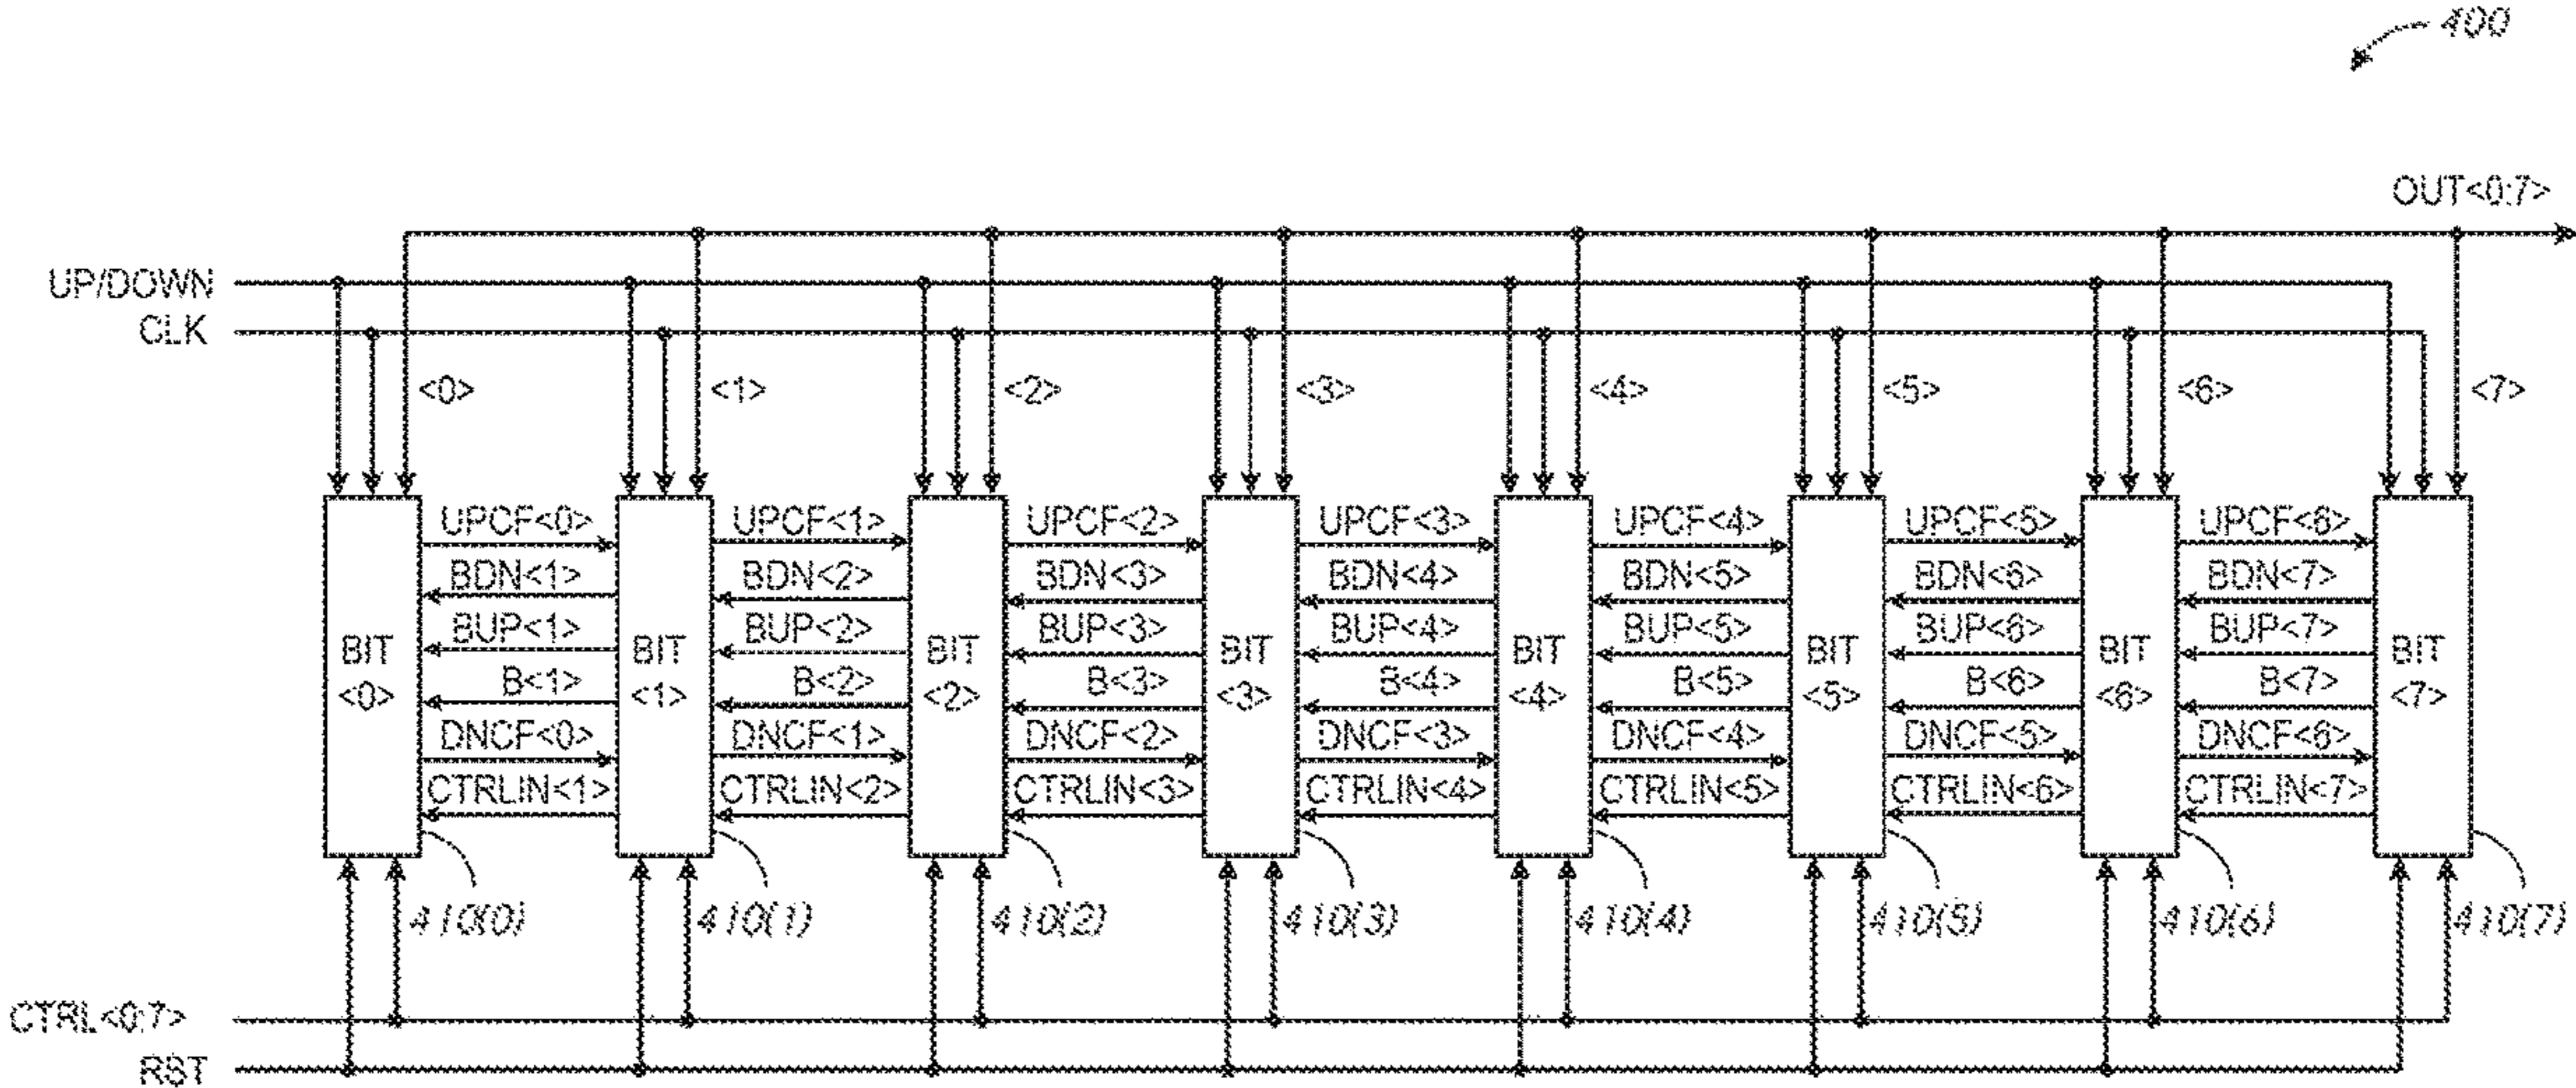 400
OUT<0:7>
UP/DOWN
CLK
<0> <1> <2> <3> <4> <5> <6> <7>
UPCF<0> UPCF<1> UPCF<2> UPCF<3> UPCF<4> UPCF<5> UPCF<6>
BDN<1> BDN<2> BDN<3> BDN<4> BDN<5> BDN<6> BDN<7>
BUP<1> BUP<2> BUP<3> BUP<4> BUP<5> BUP<6> BUP<7>
BIT BIT BIT BIT BIT BIT BIT BIT
<0> <1> <2> <3> <4> <5> <6> <7>
B<1> B<2> B<3> B<4> B<5> B<6> B<7>
DNCF<0> DNCF<1> DNCF<2> DNCF<3> DNCF<4> DNCF<5> DNCF<6>
CTRLIN<1> CTRLIN<2> CTRLIN<3> CTRLIN<4> CTRLIN<5> CTRLIN<6> CTRLIN<7>
410(0) 410(1) 410(2) 410(3) 410(4) 410(5) 410(6) 410(7)
CTRL<0:7>
RST